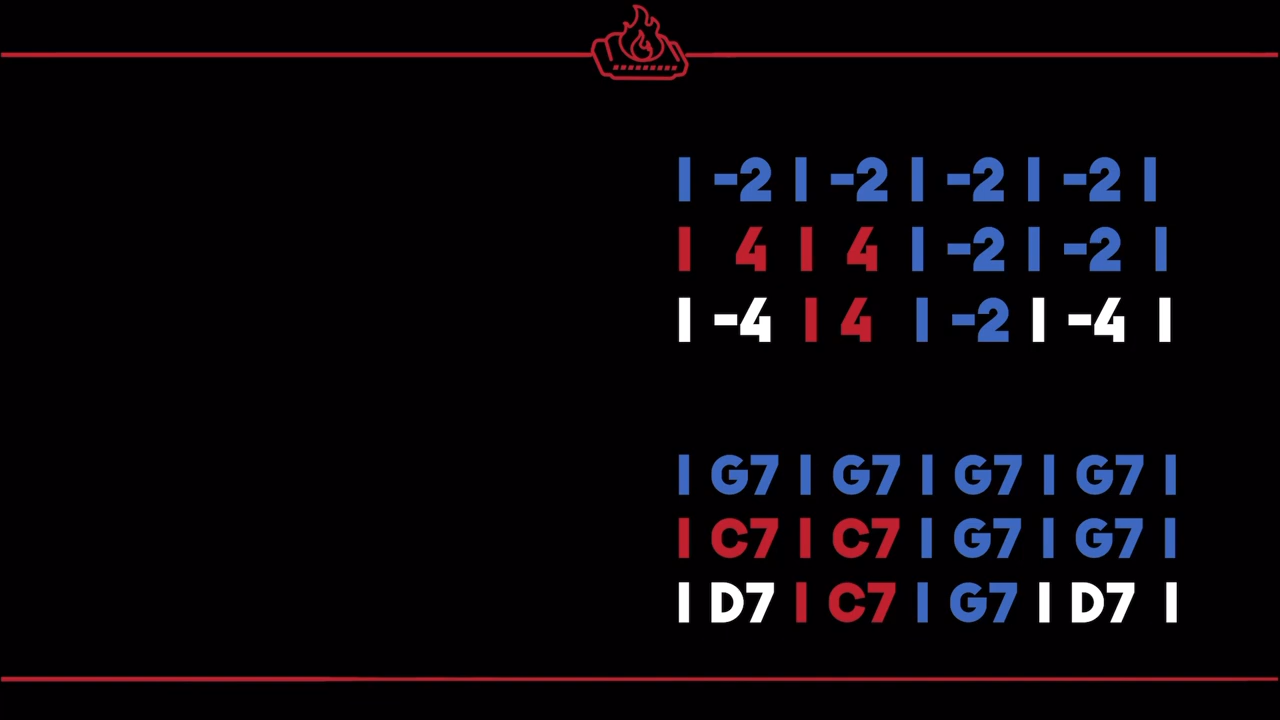 | -2 | -2 | -2 | -2 |
| 4 | 4 | -2 | -2 |
| -4 | 4 | -2 | -4 |
| G7 | G7 | G7 | G7 |
| C7 | C7 | G7 | G7 |
| D7 | C7 | G7 | D7 |